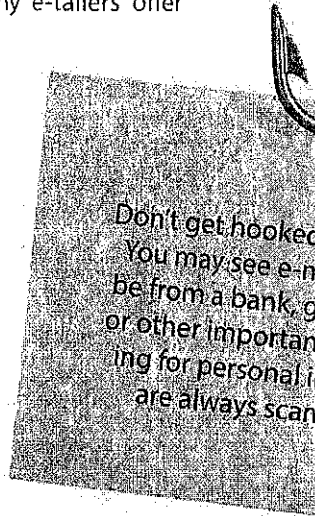 ny e-tailers offer
Don't get hooked
You may see e-m
be from a bank, g
or other importan
ing for personal i
are always scan